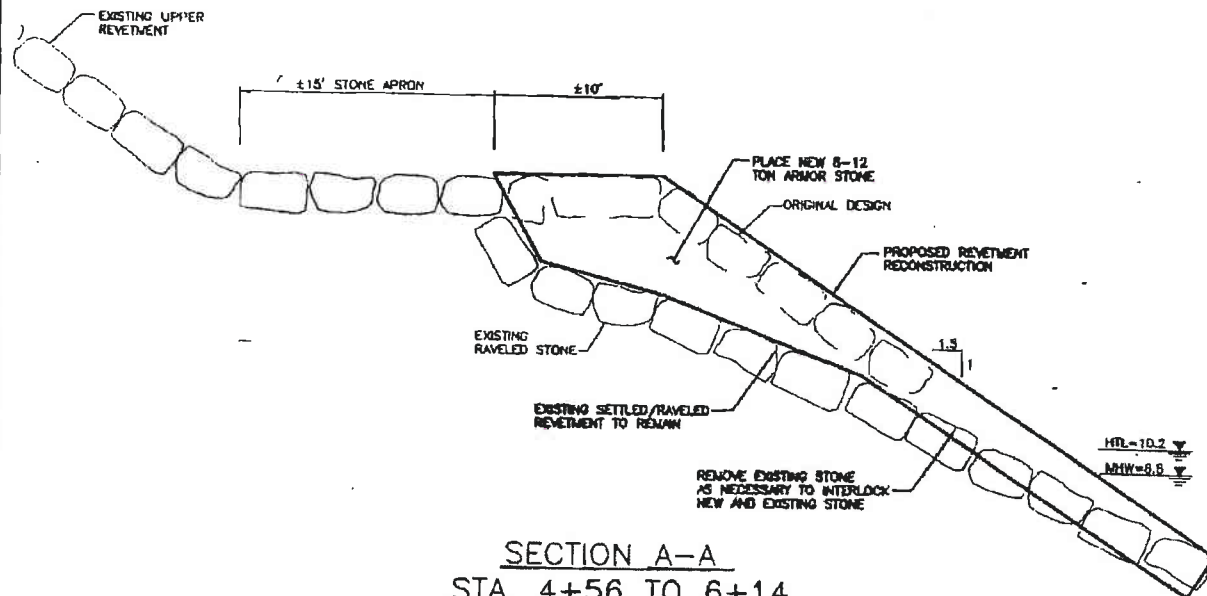 EXISTING UPPER
REVETMENT
±15' STONE APRON
±10'
PLACE NEW 8-12
TON ARMOR STONE
ORIGINAL DESIGN
PROPOSED REVETMENT
RECONSTRUCTION
EXISTING
RAVELED STONE
1.5
1
EXISTING SETTLED/RAVELED
REVETMENT TO REMAIN
HTL=10.2
MHW=8.8
REMOVE EXISTING STONE
AS NECESSARY TO INTERLOCK
NEW AND EXISTING STONE
SECTION A-A
STA. 4+56 TO 6+14